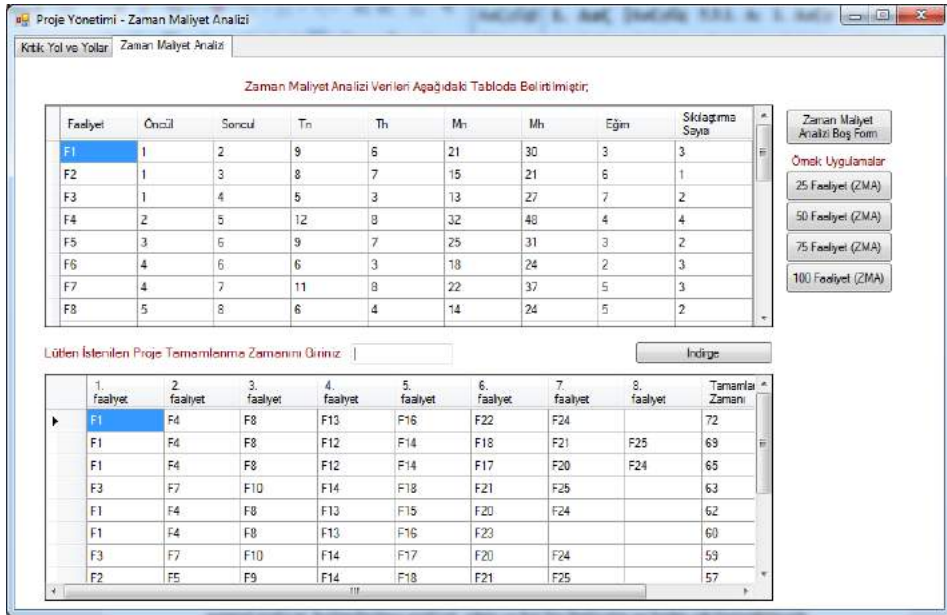 Proje Yönetimi - Zaman Maliyet Analizi
Kritik Yol ve Yollar Zaman Maliyet Analizi
Zaman Maliyet Analizi Verileri Aşağıdaki Tabloda Belirtilmiştir;
Faaliyet Öncül Soncul Tn Th Mn Mh Eğim Sıkılaştırma Sayısı
F1 1 2 9 6 21 30 3 3
F2 1 3 8 7 15 21 6 1
F3 1 4 5 3 13 27 7 2
F4 2 5 12 8 32 48 4 4
F5 3 6 9 7 25 31 3 2
F6 4 6 6 3 18 24 2 3
F7 4 7 11 8 22 37 5 3
F8 5 8 6 4 14 24 5 2
Zaman Maliyet
Analizi Boş Form
Örnek Uygulamalar
25 Faaliyet (ZMA)
50 Faaliyet (ZMA)
75 Faaliyet (ZMA)
100 Faaliyet (ZMA)
Lütfen İstenilen Proje Tamamlanma Zamanını Giriniz :
İndirge
1. faaliyet 2. faaliyet 3. faaliyet 4. faaliyet 5. faaliyet 6. faaliyet 7. faaliyet 8. faaliyet Tamamla Zamanı
F1 F4 F8 F13 F16 F22 F24 72
F1 F4 F8 F12 F14 F18 F21 F25 69
F1 F4 F8 F12 F14 F17 F20 F24 65
F3 F7 F10 F14 F18 F21 F25 63
F1 F4 F8 F13 F15 F20 F24 62
F1 F4 F8 F13 F16 F23 60
F3 F7 F10 F14 F17 F20 F24 59
F2 F5 F9 F14 F18 F21 F25 57